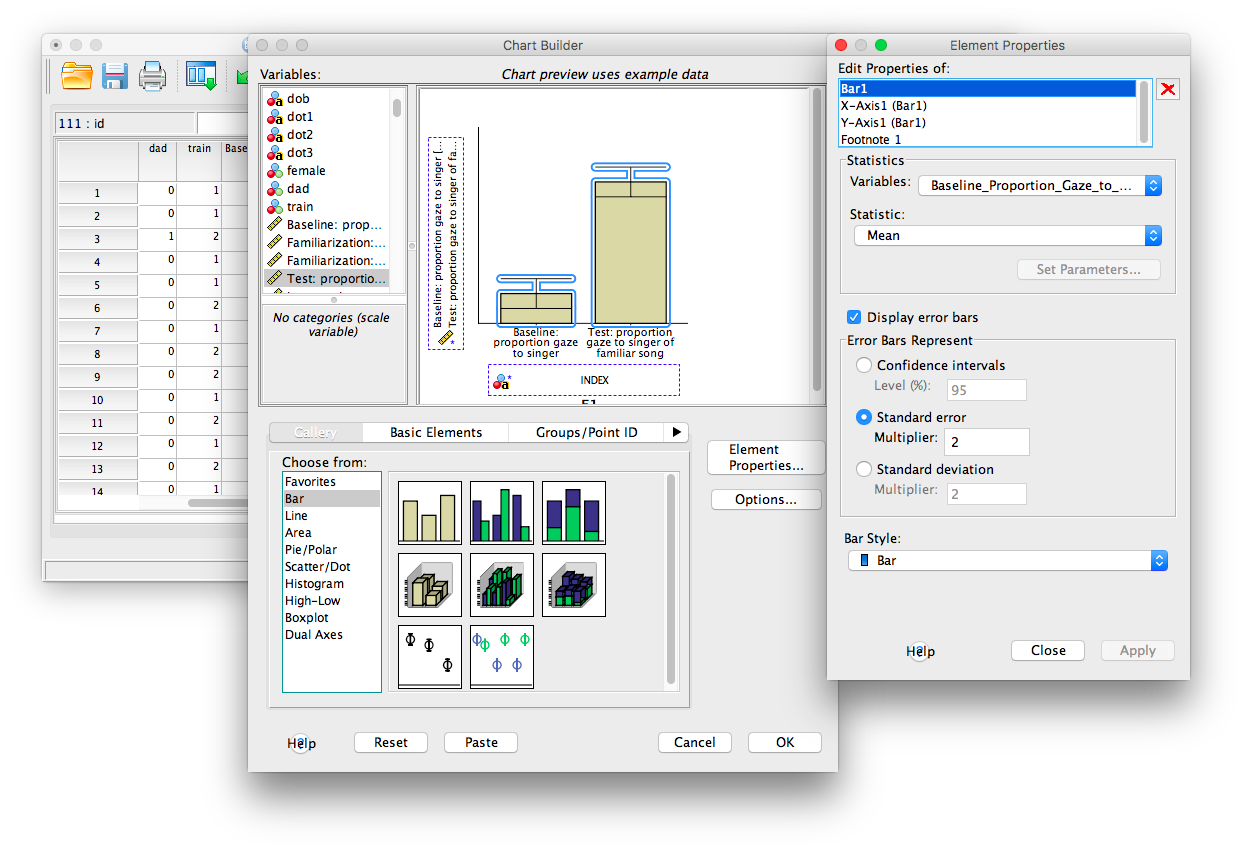 111 : id
dad train Base
1 0 1
2 0 1
3 1 2
4 0 1
5 0 1
6 0 2
7 0 1
8 0 2
9 0 2
10 0 1
11 0 2
12 0 1
13 0 2
14 0 1
Chart Builder
Variables:
Chart preview uses example data
dob
dot1
dot2
dot3
female
dad
train
Baseline: prop...
Familiarization:...
Familiarization:...
Test: proportio...
No categories (scale
variable)
Baseline: proportion gaze to singer [...
Test: proportion gaze to singer of fa...
Baseline:
proportion gaze
to singer
Test: proportion
gaze to singer of
familiar song
INDEX
Gallery
Basic Elements
Groups/Point ID
Choose from:
Favorites
Bar
Line
Area
Pie/Polar
Scatter/Dot
Histogram
High-Low
Boxplot
Dual Axes
Element
Properties...
Options...
Help
Reset
Paste
Cancel
OK
Element Properties
Edit Properties of:
Bar1
X-Axis1 (Bar1)
Y-Axis1 (Bar1)
Footnote 1
Statistics
Variables: Baseline_Proportion_Gaze_to_...
Statistic:
Mean
Set Parameters...
Display error bars
Error Bars Represent
Confidence intervals
Level (%): 95
Standard error
Multiplier: 2
Standard deviation
Multiplier: 2
Bar Style:
Bar
Help
Close
Apply